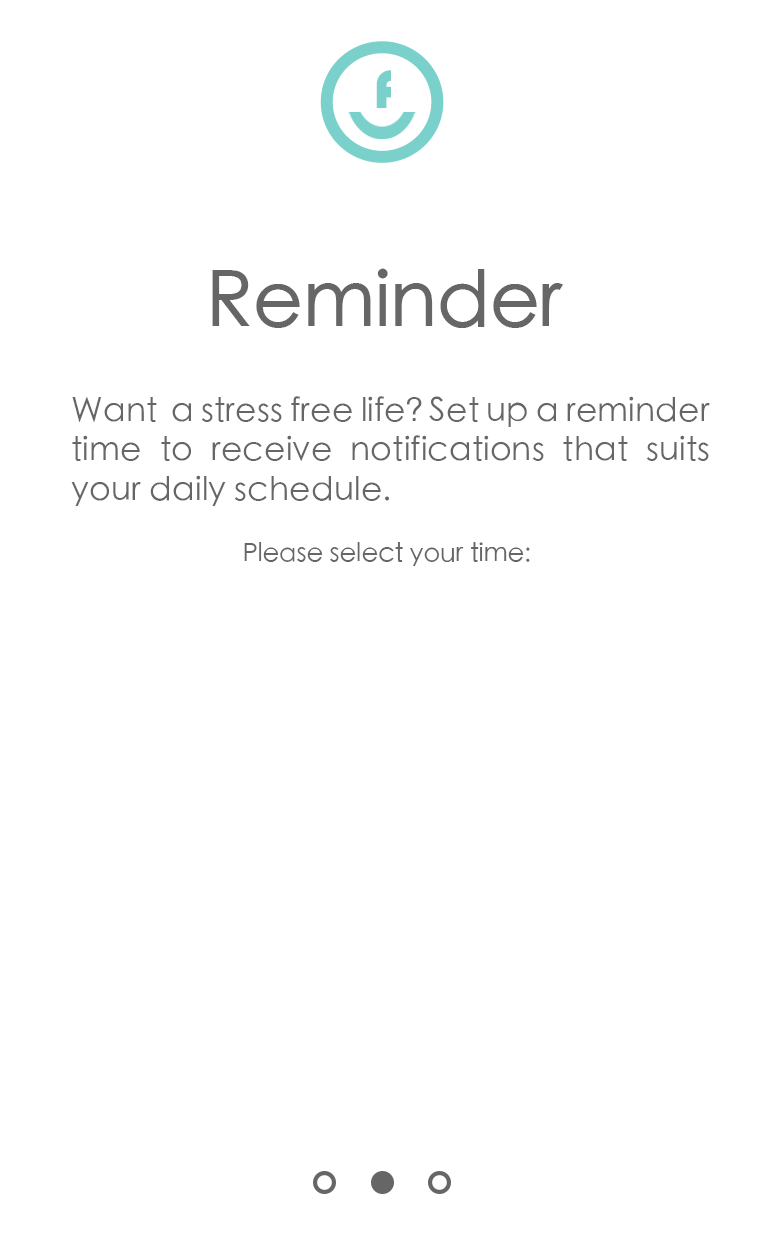 f
Reminder
Want a stress free life? Set up a reminder
time to receive notifications that suits
your daily schedule.
Please select your time: